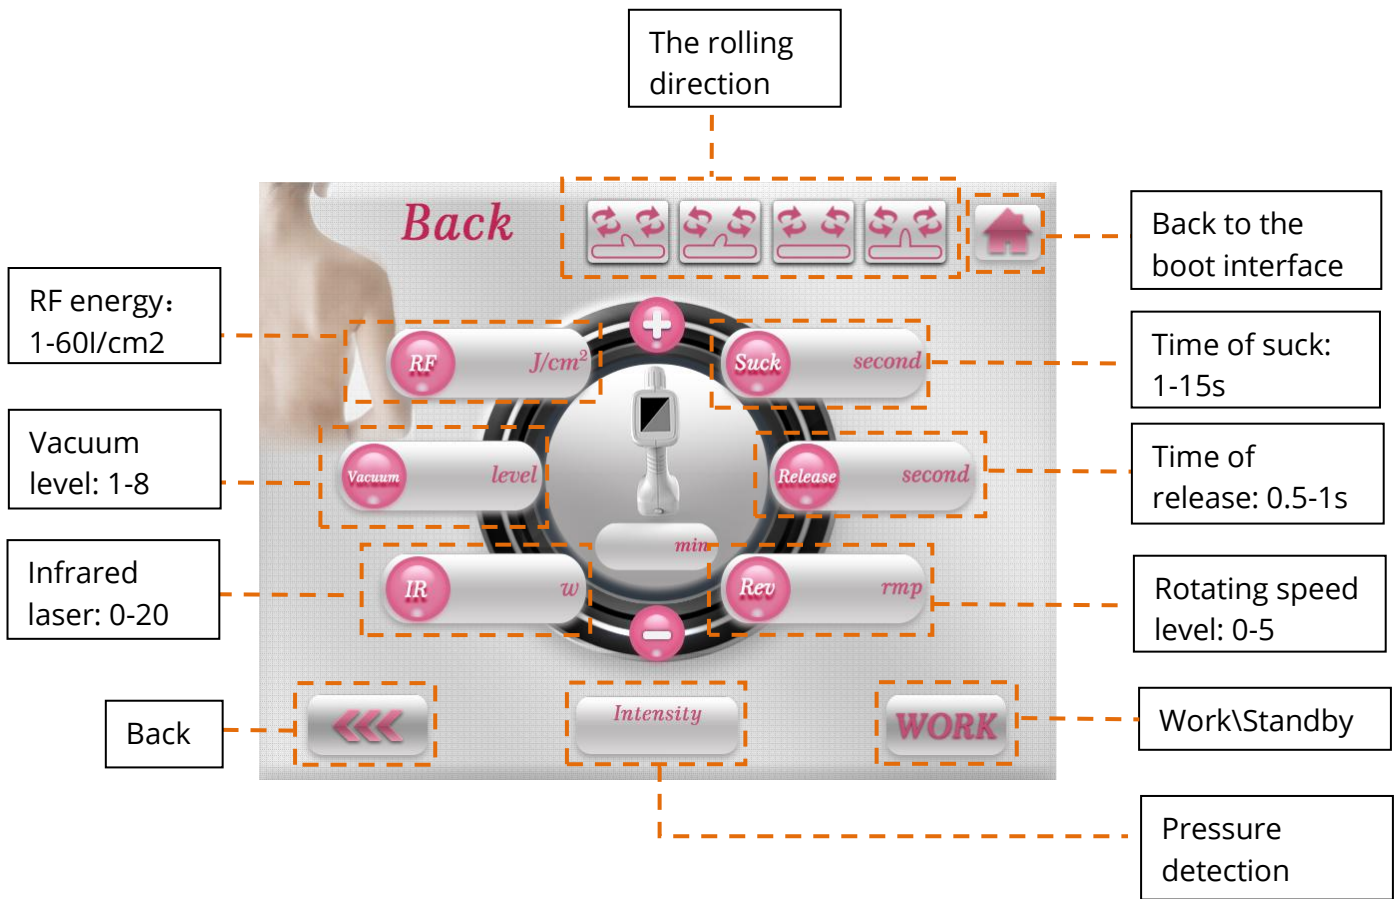 The rolling
direction
Back
Back to the
boot interface
RF energy：
1-60I/cm2
RF
J/cm²
Suck
second
Time of suck:
1-15s
Vacuum
level: 1-8
Vacuum
level
Release
second
Time of
release: 0.5-1s
min
Infrared
laser: 0-20
IR
w
Rev
rmp
Rotating speed
level: 0-5
Back
Intensity
WORK
Work\Standby
Pressure
detection